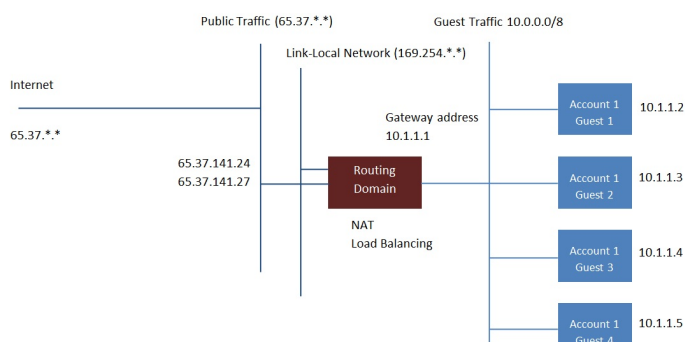 Public Traffic (65.37.*.*)
Guest Traffic 10.0.0.0/8
Link-Local Network (169.254.*.*)
Internet
65.37.*.*
Gateway address
10.1.1.1
65.37.141.24
65.37.141.27
Routing
Domain
NAT
Load Balancing
Account 1
Guest 1
10.1.1.2
Account 1
Guest 2
10.1.1.3
Account 1
Guest 3
10.1.1.4
Account 1
Guest 4
10.1.1.5